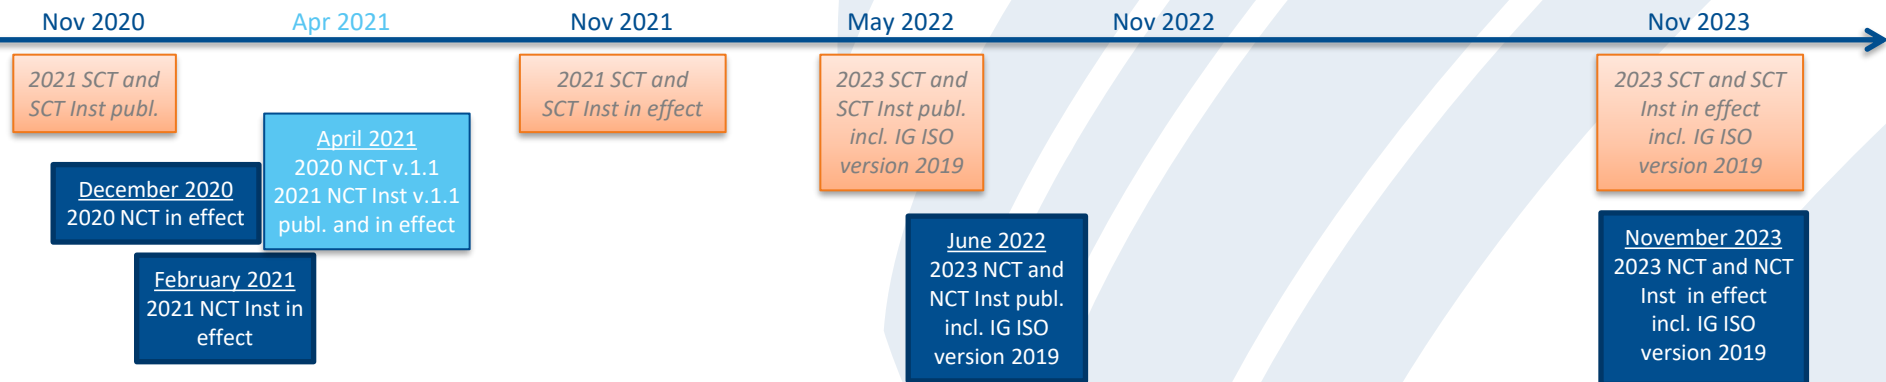 Nov 2020
Apr 2021
Nov 2021
May 2022
Nov 2022
Nov 2023
2021 SCT and
SCT Inst publ.
2021 SCT and
SCT Inst in effect
2023 SCT and
SCT Inst publ.
incl. IG ISO
version 2019
2023 SCT and SCT
Inst in effect
incl. IG ISO
version 2019
April 2021
2020 NCT v.1.1
2021 NCT Inst v.1.1
publ. and in effect
December 2020
2020 NCT in effect
February 2021
2021 NCT Inst in
effect
June 2022
2023 NCT and
NCT Inst publ.
incl. IG ISO
version 2019
November 2023
2023 NCT and NCT
Inst in effect
incl. IG ISO
version 2019